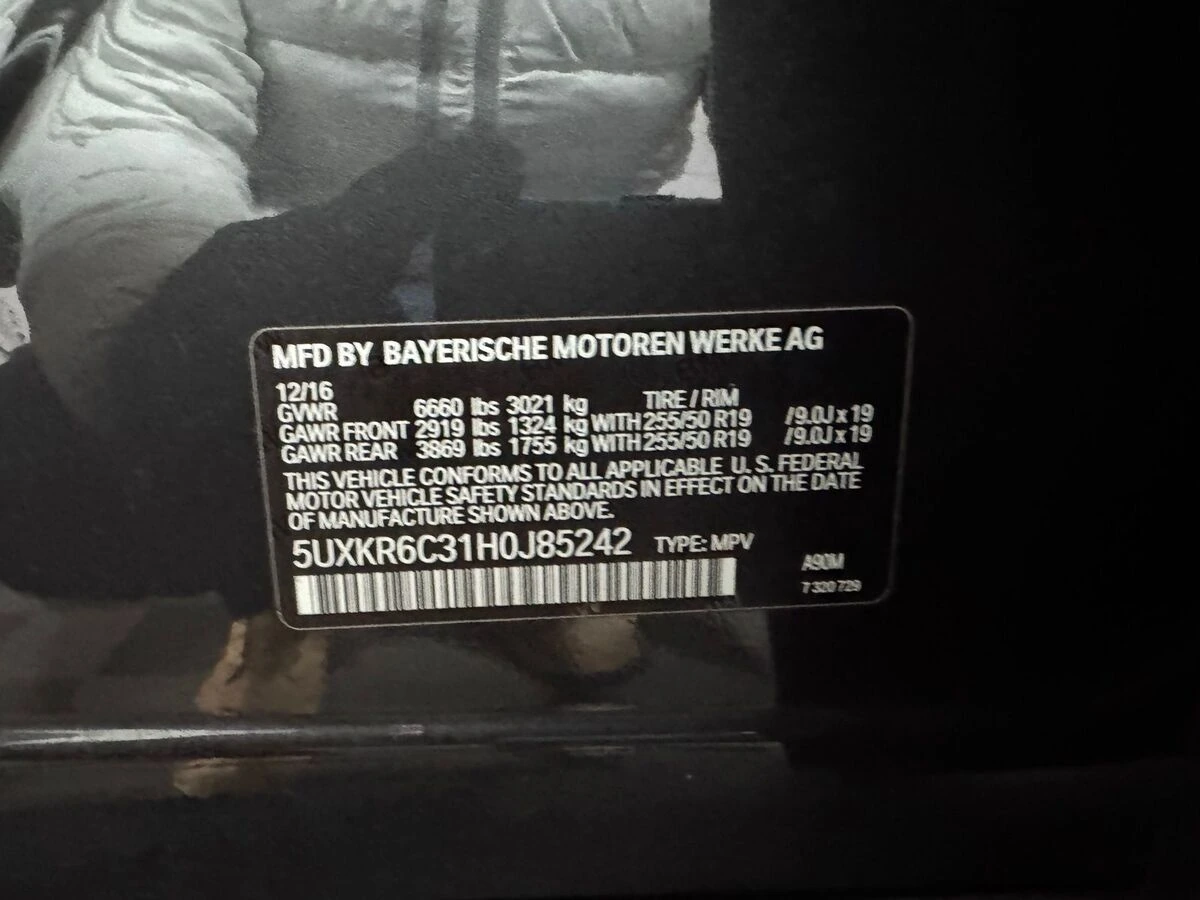 MFD BY BAYERISCHE MOTOREN WERKE AG
12/16
TIRE / RIM
GVWR 6660 lbs 3021 kg
GAWR FRONT 2919 lbs 1324 kg WITH 255/50 R19 /9.0J x 19
GAWR REAR 3869 lbs 1755 kg WITH 255/50 R19 /9.0J x 19
THIS VEHICLE CONFORMS TO ALL APPLICABLE U. S. FEDERAL
MOTOR VEHICLE SAFETY STANDARDS IN EFFECT ON THE DATE
OF MANUFACTURE SHOWN ABOVE.
5UXKR6C31H0J85242 TYPE: MPV
A90M
7 320 729